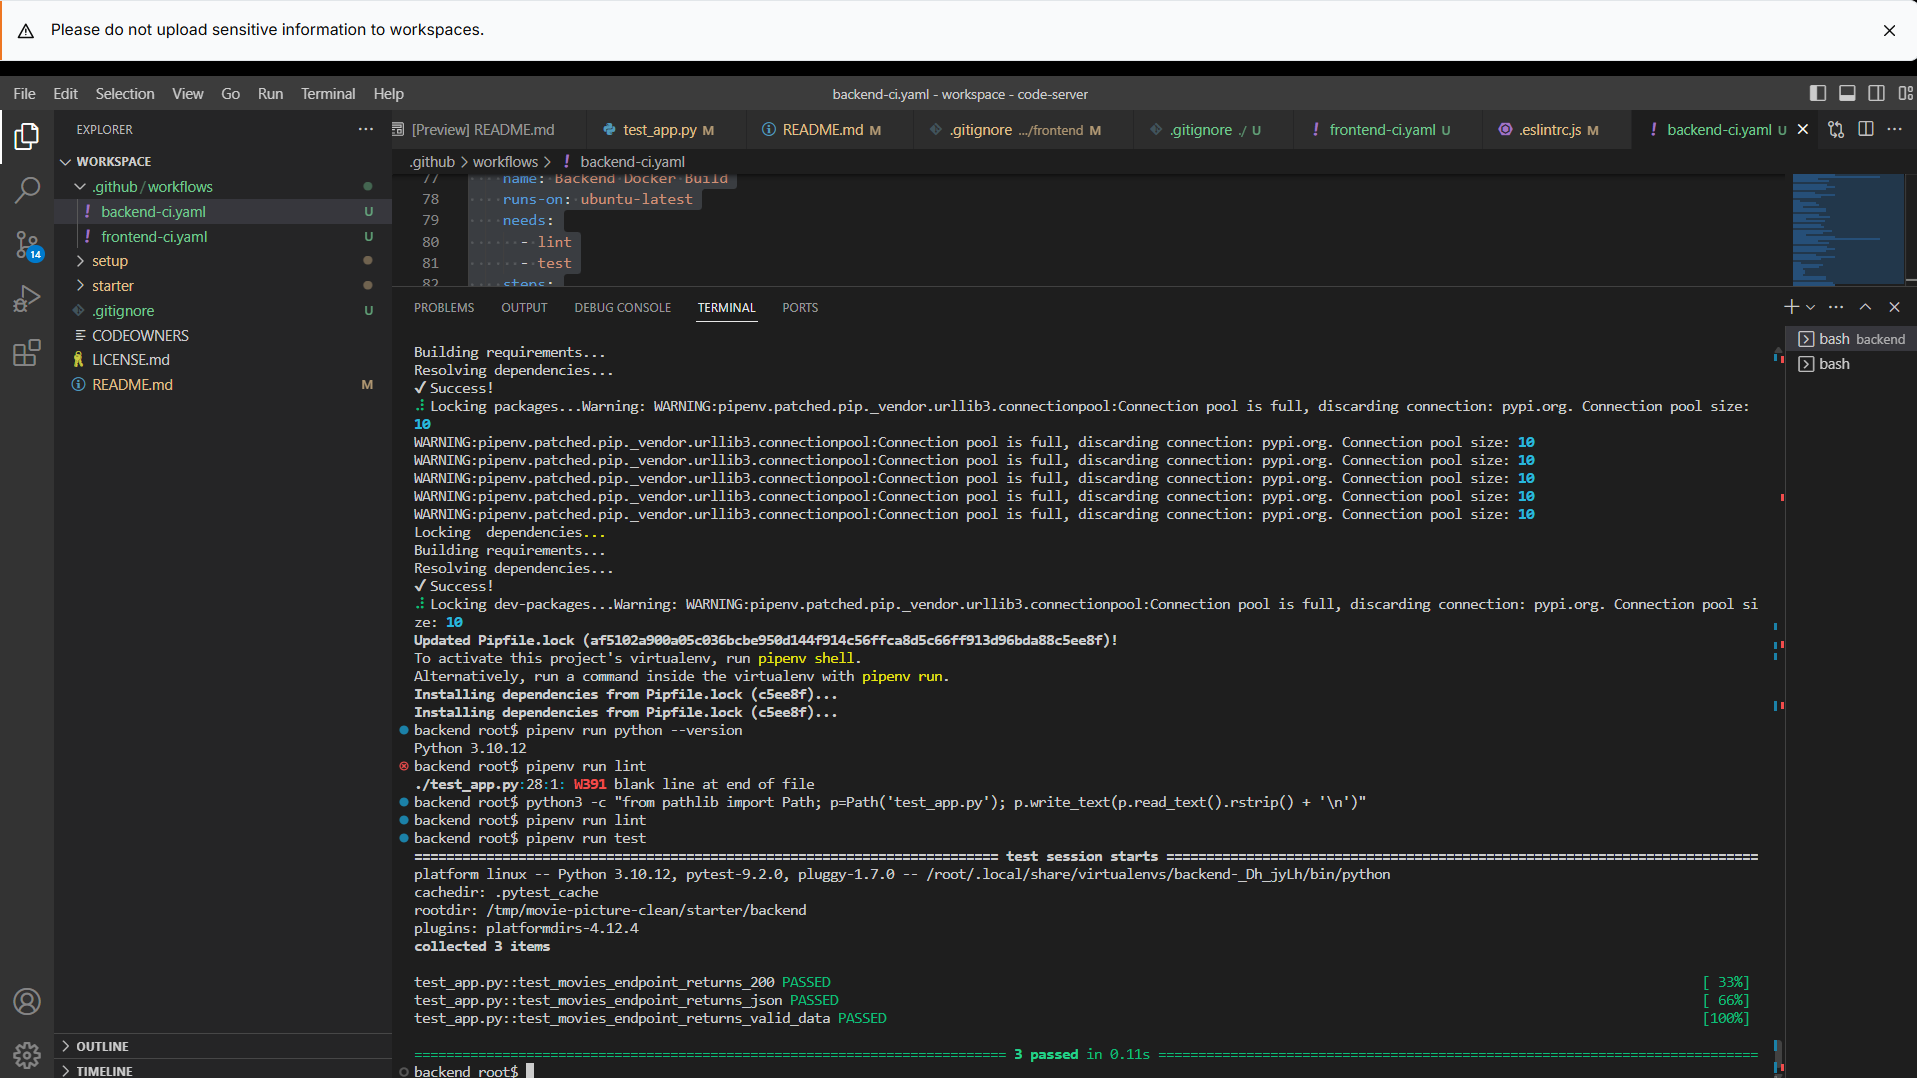 Please do not upload sensitive information to workspaces.
File Edit Selection View Go Run Terminal Help
backend-ci.yaml - workspace - code-server
EXPLORER
WORKSPACE
.github / workflows
backend-ci.yaml U
frontend-ci.yaml U
setup
starter
.gitignore U
CODEOWNERS
LICENSE.md
README.md M
14
OUTLINE
TIMELINE
[Preview] README.md test_app.py M README.md M .gitignore .../frontend M .gitignore ./ U frontend-ci.yaml U .eslintrc.js M backend-ci.yaml U
.github > workflows > backend-ci.yaml
77 name: Backend Docker Build
78 runs-on: ubuntu-latest
79 needs:
80 - lint
81 - test
82 steps:
PROBLEMS OUTPUT DEBUG CONSOLE TERMINAL PORTS
bash backend
bash
Building requirements...
Resolving dependencies...
✔ Success!
Locking packages...Warning: WARNING:pipenv.patched.pip._vendor.urllib3.connectionpool:Connection pool is full, discarding connection: pypi.org. Connection pool size:
10
WARNING:pipenv.patched.pip._vendor.urllib3.connectionpool:Connection pool is full, discarding connection: pypi.org. Connection pool size: 10
WARNING:pipenv.patched.pip._vendor.urllib3.connectionpool:Connection pool is full, discarding connection: pypi.org. Connection pool size: 10
WARNING:pipenv.patched.pip._vendor.urllib3.connectionpool:Connection pool is full, discarding connection: pypi.org. Connection pool size: 10
WARNING:pipenv.patched.pip._vendor.urllib3.connectionpool:Connection pool is full, discarding connection: pypi.org. Connection pool size: 10
WARNING:pipenv.patched.pip._vendor.urllib3.connectionpool:Connection pool is full, discarding connection: pypi.org. Connection pool size: 10
Locking  dependencies...
Building requirements...
Resolving dependencies...
✔ Success!
Locking dev-packages...Warning: WARNING:pipenv.patched.pip._vendor.urllib3.connectionpool:Connection pool is full, discarding connection: pypi.org. Connection pool si
ze: 10
Updated Pipfile.lock (af5102a900a05c036bcbe950d144f914c56ffca8d5c66ff913d96bda88c5ee8f)!
To activate this project's virtualenv, run pipenv shell.
Alternatively, run a command inside the virtualenv with pipenv run.
Installing dependencies from Pipfile.lock (c5ee8f)...
Installing dependencies from Pipfile.lock (c5ee8f)...
backend root$ pipenv run python --version
Python 3.10.12
backend root$ pipenv run lint
./test_app.py:28:1: W391 blank line at end of file
backend root$ python3 -c "from pathlib import Path; p=Path('test_app.py'); p.write_text(p.read_text().rstrip() + '\n')"
backend root$ pipenv run lint
backend root$ pipenv run test
========== test session starts ==========
platform linux -- Python 3.10.12, pytest-9.2.0, pluggy-1.7.0 -- /root/.local/share/virtualenvs/backend-_Dh_jyLh/bin/python
cachedir: .pytest_cache
rootdir: /tmp/movie-picture-clean/starter/backend
plugins: platformdirs-4.12.4
collected 3 items
test_app.py::test_movies_endpoint_returns_200 PASSED [ 33%]
test_app.py::test_movies_endpoint_returns_json PASSED [ 66%]
test_app.py::test_movies_endpoint_returns_valid_data PASSED [100%]
========== 3 passed in 0.11s ==========
backend root$